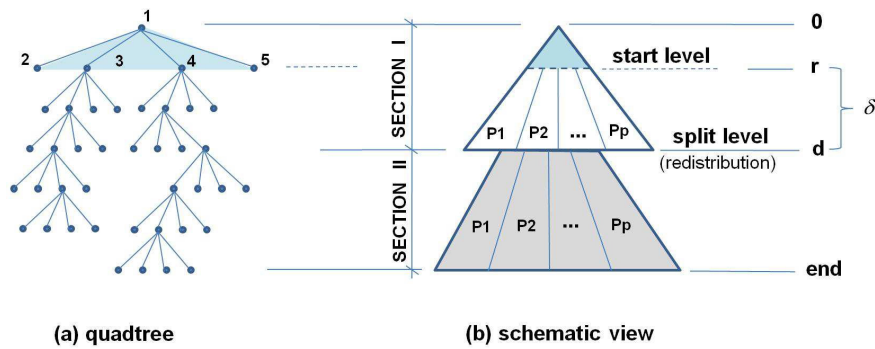 1
2
3
4
5
SECTION I
SECTION II
0
start level
r
δ
P1
P2
...
Pp
split level
d
(redistribution)
P1
P2
...
Pp
end
(a) quadtree
(b) schematic view